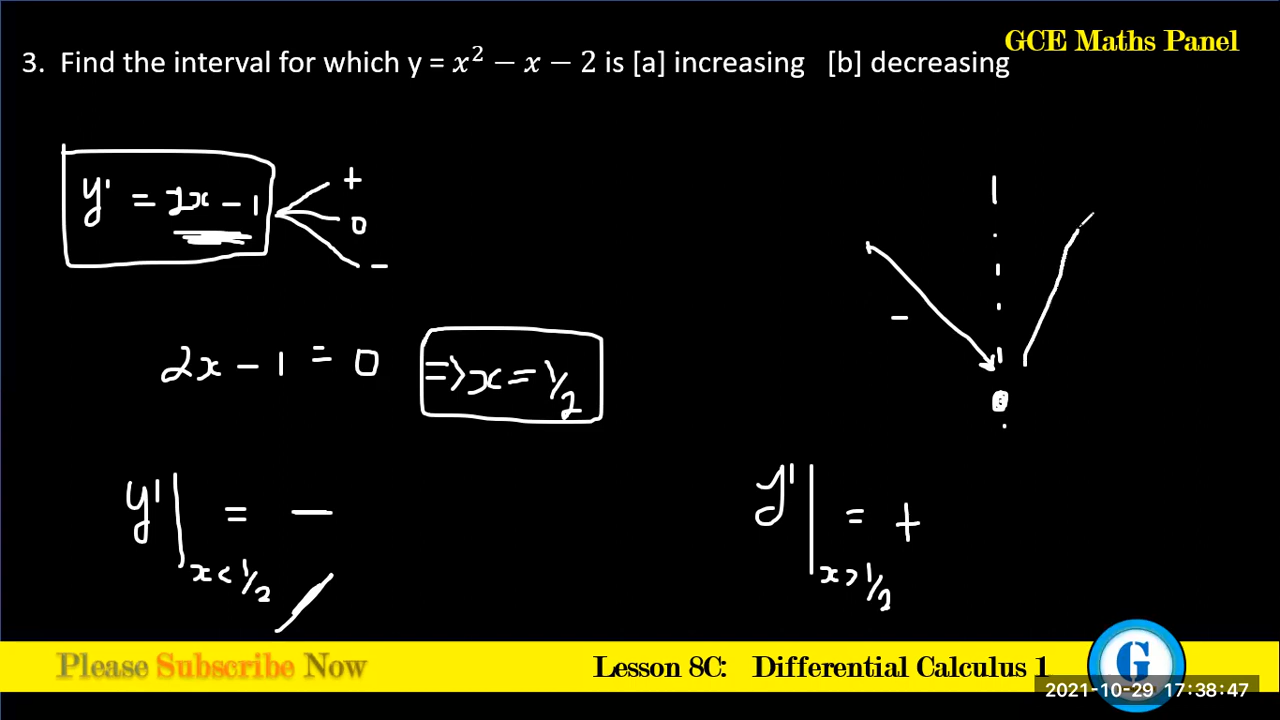 GCE Maths Panel
3. Find the interval for which y = x² − x − 2 is [a] increasing [b] decreasing
y' = 2x − 1
+
0
−
2x − 1 = 0 => x = 1/2
−
y'| x < 1/2 = −
y'| x > 1/2 = +
Please Subscribe Now
Lesson 8C: Differential Calculus 1
G
2021-10-29 17:38:47